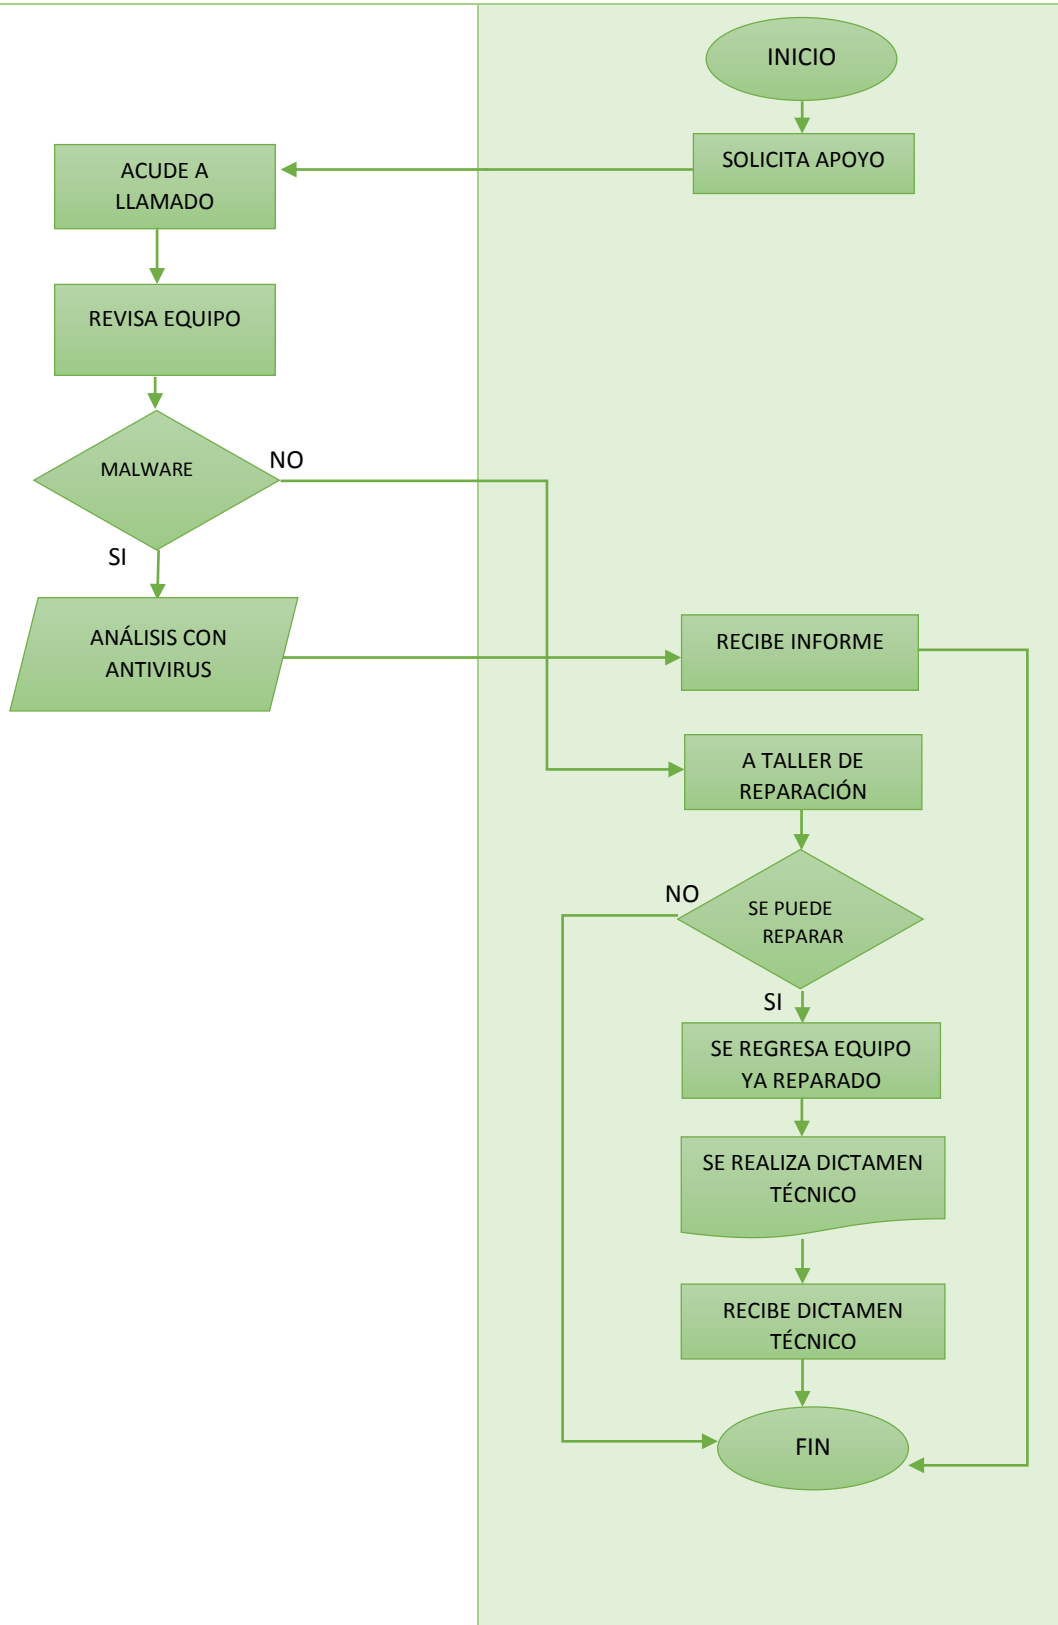 INICIO
SOLICITA APOYO
ACUDE A
LLAMADO
REVISA EQUIPO
MALWARE
NO
SI
ANÁLISIS CON
ANTIVIRUS
RECIBE INFORME
A TALLER DE
REPARACIÓN
NO
SE PUEDE
REPARAR
SI
SE REGRESA EQUIPO
YA REPARADO
SE REALIZA DICTAMEN
TÉCNICO
RECIBE DICTAMEN
TÉCNICO
FIN